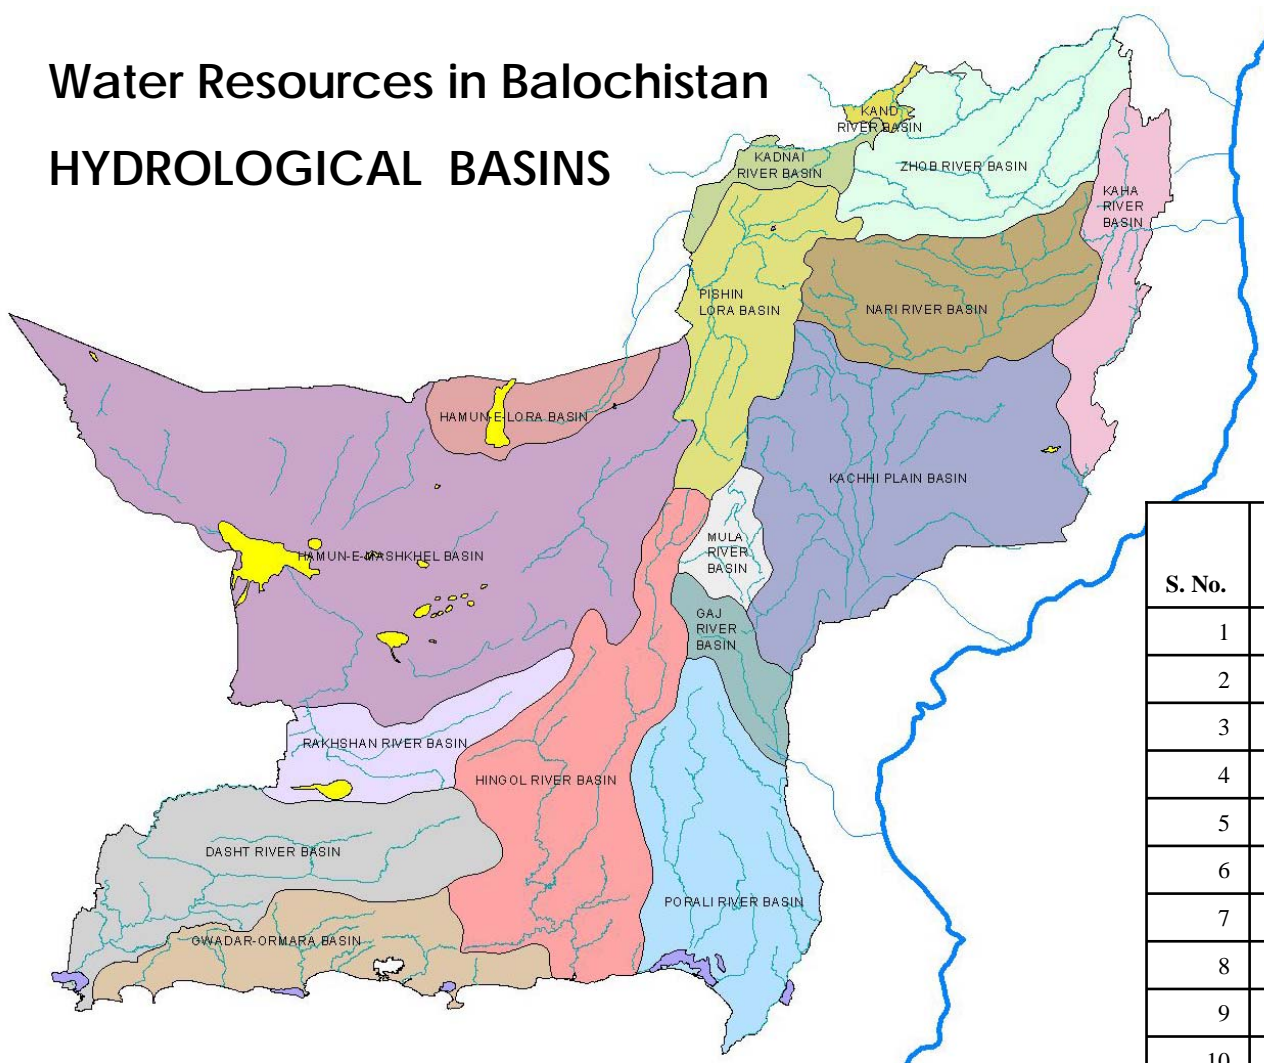 Water Resources in Balochistan
HYDROLOGICAL BASINS
KAND
RIVER BASIN
KADNAI
RIVER BASIN
ZHOB RIVER BASIN
KAHA
RIVER
BASIN
PISHIN
LORA BASIN
NARI RIVER BASIN
HAMUN-E-LORA BASIN
KACHHI PLAIN BASIN
HAMUN-E-MASHKHEL BASIN
MULA
RIVER
BASIN
GAJ
RIVER
BASIN
RAKHSHAN RIVER BASIN
HINGOL RIVER BASIN
DASHT RIVER BASIN
PORALI RIVER BASIN
GWADAR-ORMARA BASIN
S. No.
1
2
3
4
5
6
7
8
9
10